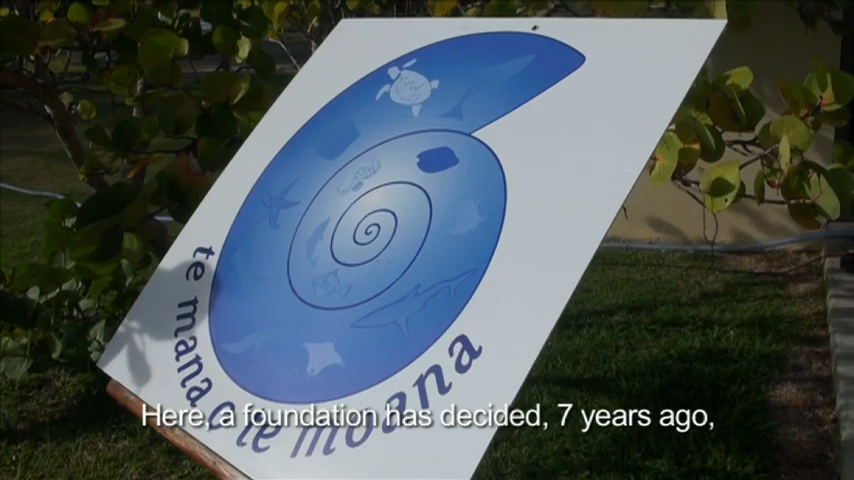 te mana o te moana
Here, a foundation has decided, 7 years ago,